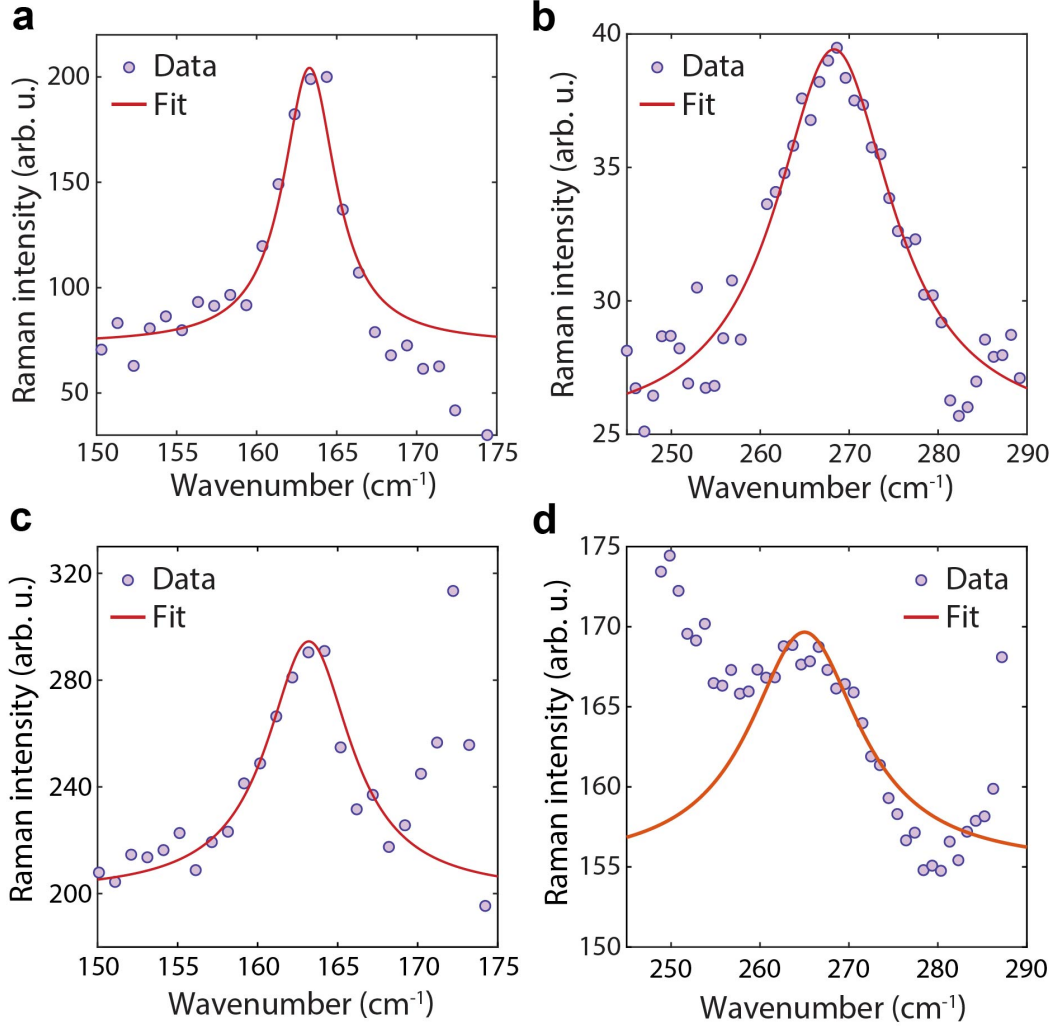 a
200
150
100
50
150
155
160
165
170
175
Raman intensity (arb. u.)
Wavenumber (cm⁻¹)
Data
Fit
b
40
35
30
25
250
260
270
280
290
Raman intensity (arb. u.)
Wavenumber (cm⁻¹)
Data
Fit
c
320
280
240
200
150
155
160
165
170
175
Raman intensity (arb. u.)
Wavenumber (cm⁻¹)
Data
Fit
d
175
170
165
160
155
150
250
260
270
280
290
Raman intensity (arb. u.)
Wavenumber (cm⁻¹)
Data
Fit